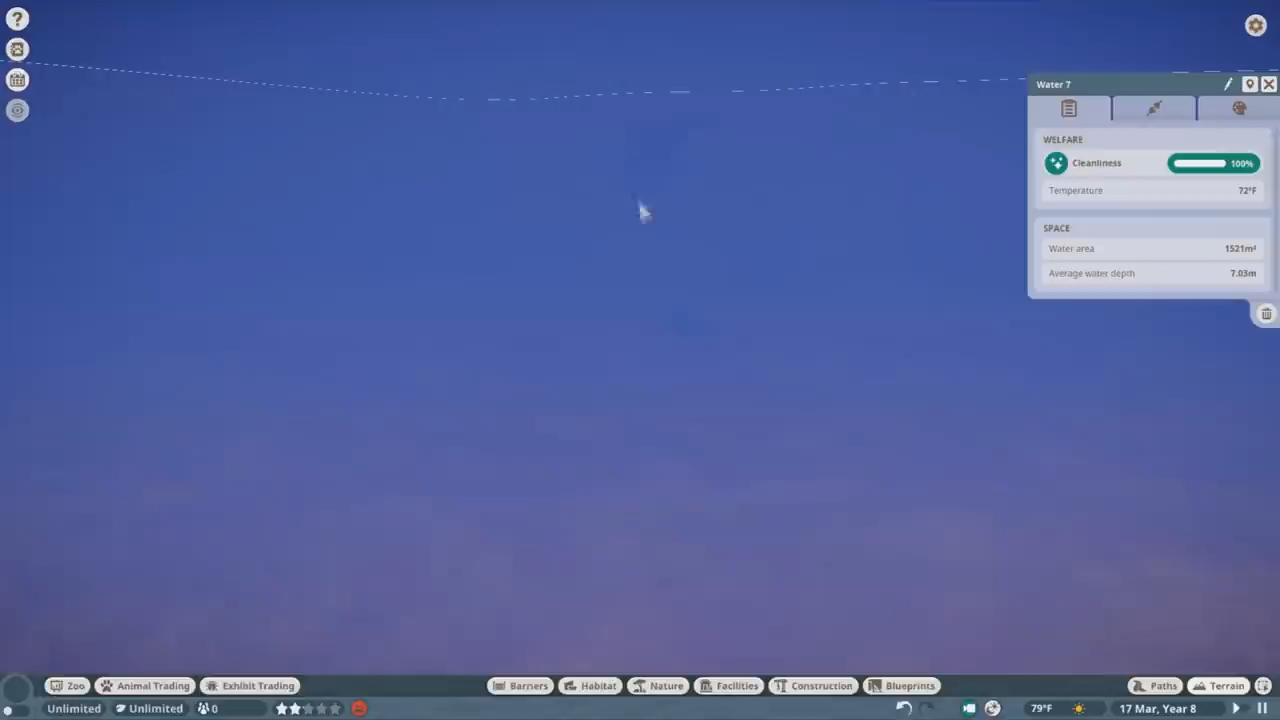 ?
Water 7
WELFARE
Cleanliness 100%
Temperature 72°F
SPACE
Water area 1521m²
Average water depth 7.03m
Zoo Animal Trading Exhibit Trading Barriers Habitat Nature Facilities Construction Blueprints Paths Terrain
Unlimited Unlimited 0 79°F 17 Mar, Year 8